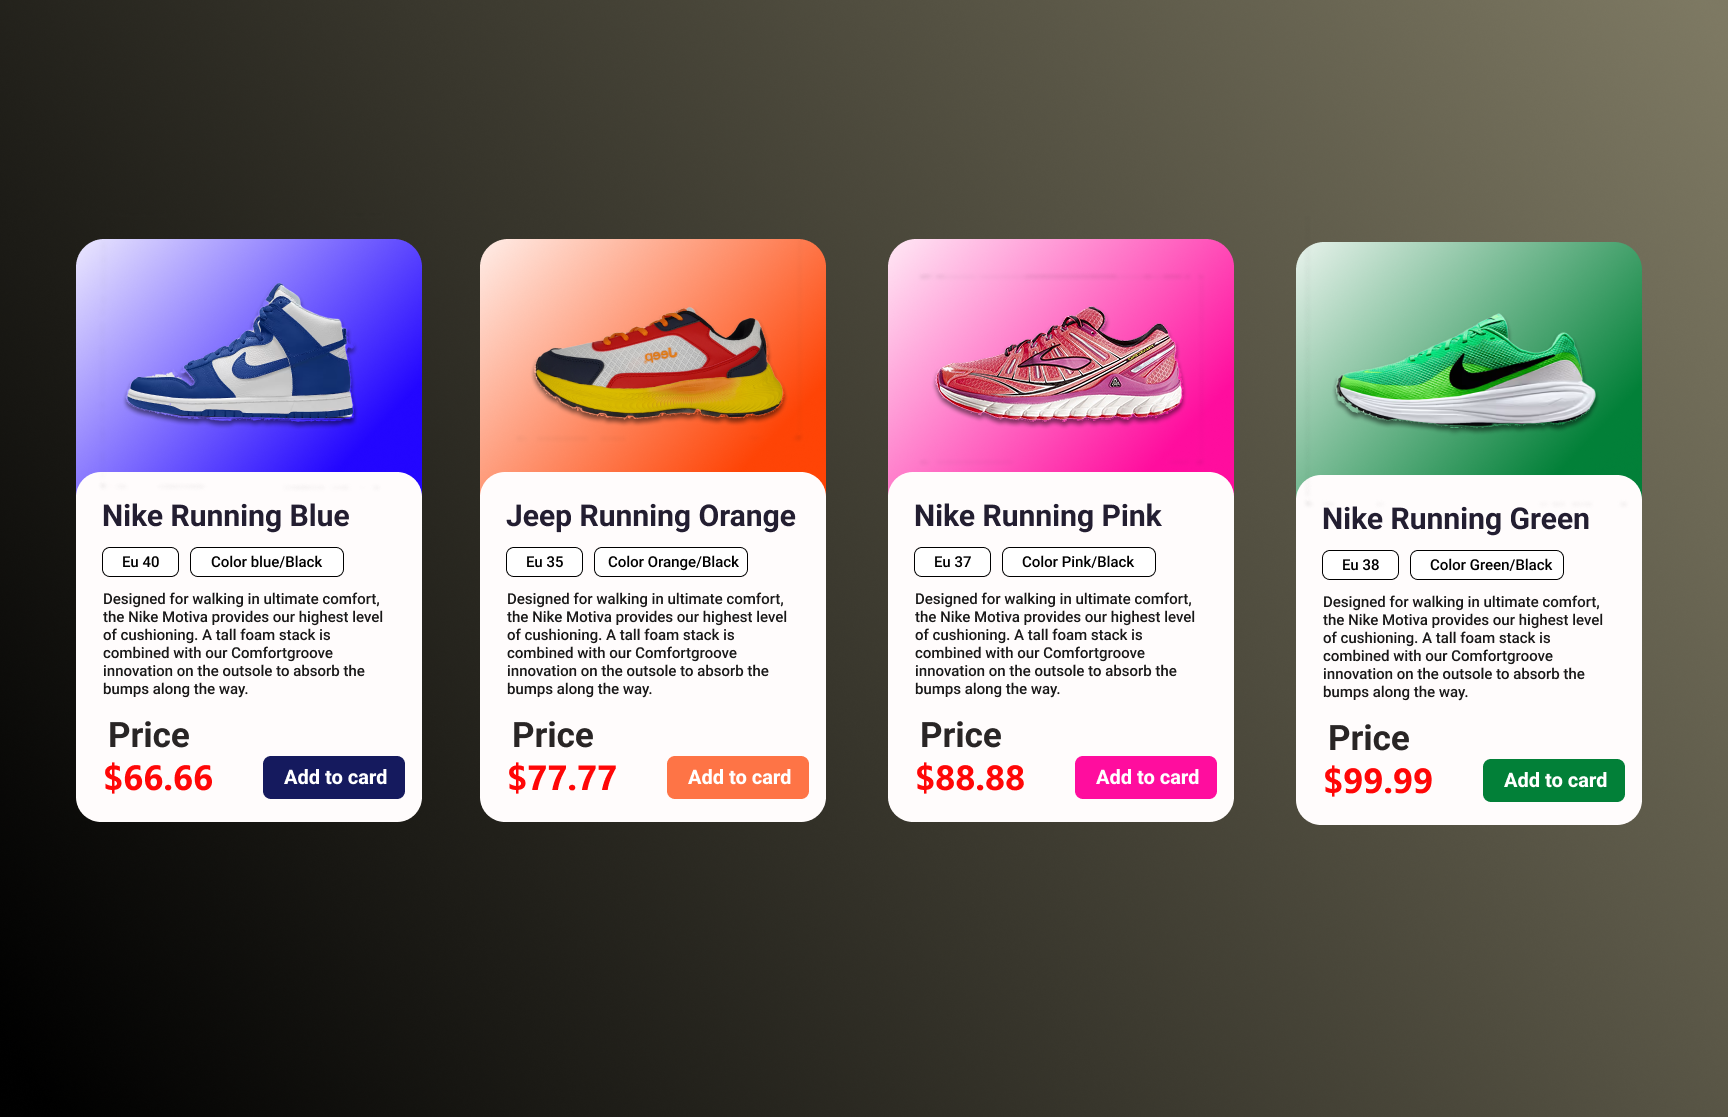 Nike Running Blue
Eu 40
Color blue/Black
Designed for walking in ultimate comfort,
the Nike Motiva provides our highest level
of cushioning. A tall foam stack is
combined with our Comfortgroove
innovation on the outsole to absorb the
bumps along the way.
Price
$66.66
Add to card
Jeep
Jeep Running Orange
Eu 35
Color Orange/Black
Designed for walking in ultimate comfort,
the Nike Motiva provides our highest level
of cushioning. A tall foam stack is
combined with our Comfortgroove
innovation on the outsole to absorb the
bumps along the way.
Price
$77.77
Add to card
Nike Running Pink
Eu 37
Color Pink/Black
Designed for walking in ultimate comfort,
the Nike Motiva provides our highest level
of cushioning. A tall foam stack is
combined with our Comfortgroove
innovation on the outsole to absorb the
bumps along the way.
Price
$88.88
Add to card
Nike Running Green
Eu 38
Color Green/Black
Designed for walking in ultimate comfort,
the Nike Motiva provides our highest level
of cushioning. A tall foam stack is
combined with our Comfortgroove
innovation on the outsole to absorb the
bumps along the way.
Price
$99.99
Add to card